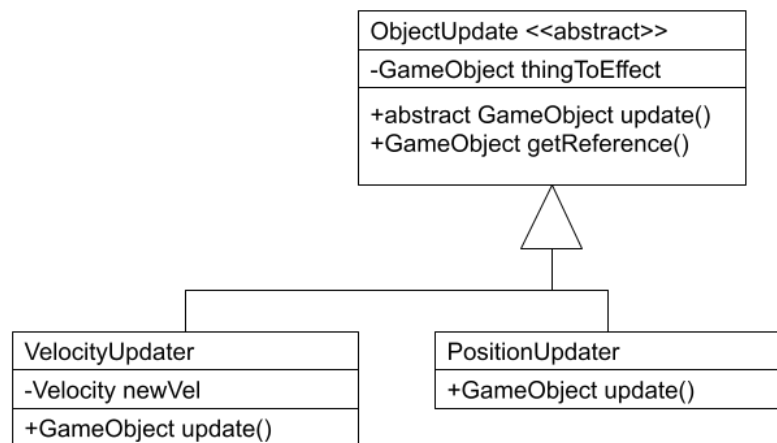 ObjectUpdate <<abstract>>
-GameObject thingToEffect
+abstract GameObject update()
+GameObject getReference()
VelocityUpdater
-Velocity newVel
+GameObject update()
PositionUpdater
+GameObject update()